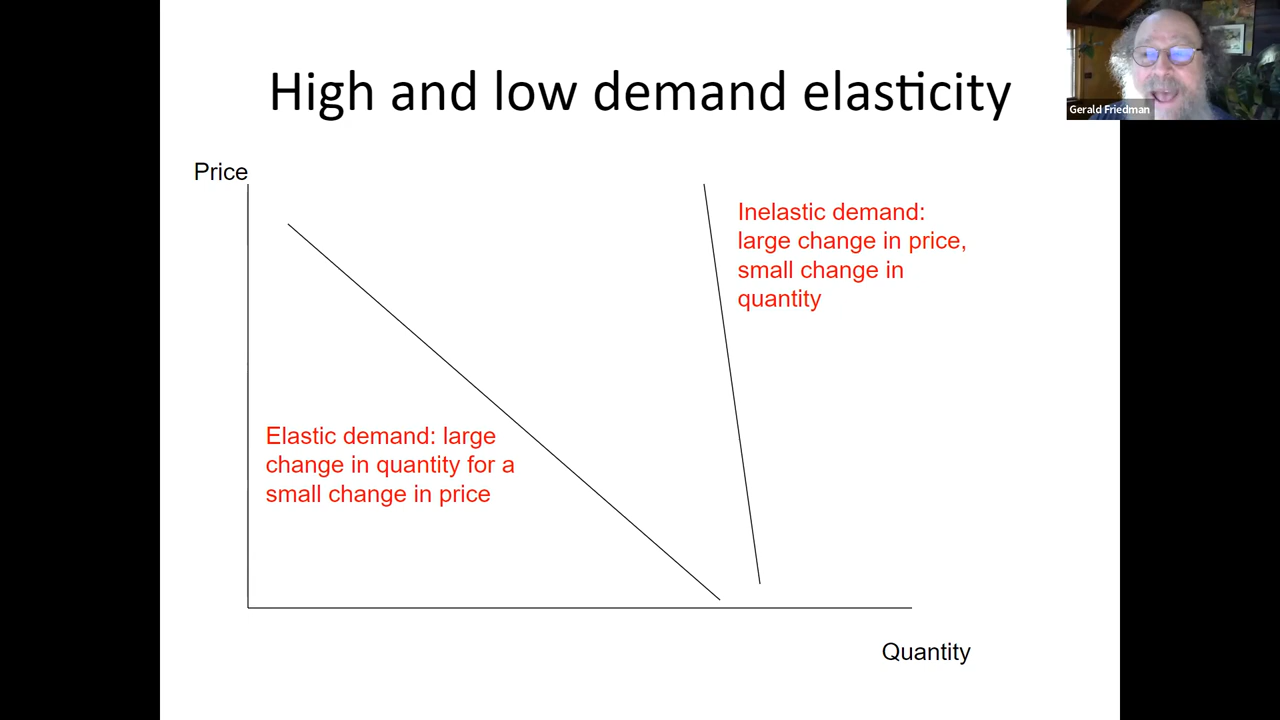 High and low demand elasticity
Gerald Friedman
Price
Inelastic demand:
large change in price,
small change in
quantity
Elastic demand: large
change in quantity for a
small change in price
Quantity